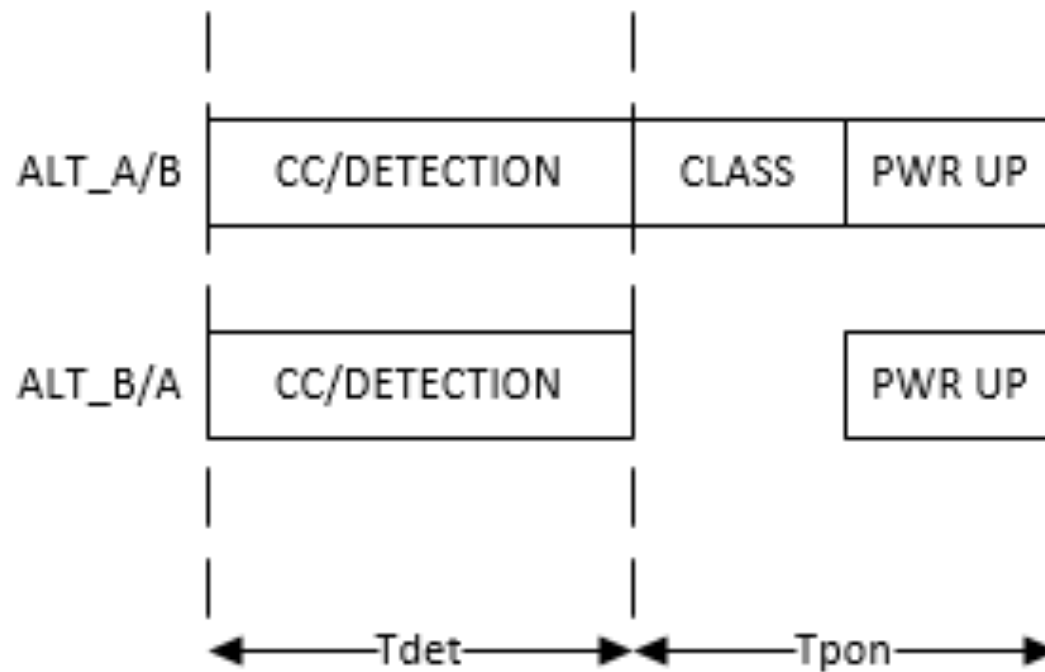 ALT_A/B CC/DETECTION CLASS PWR UP
ALT_B/A CC/DETECTION PWR UP
Tdet Tpon